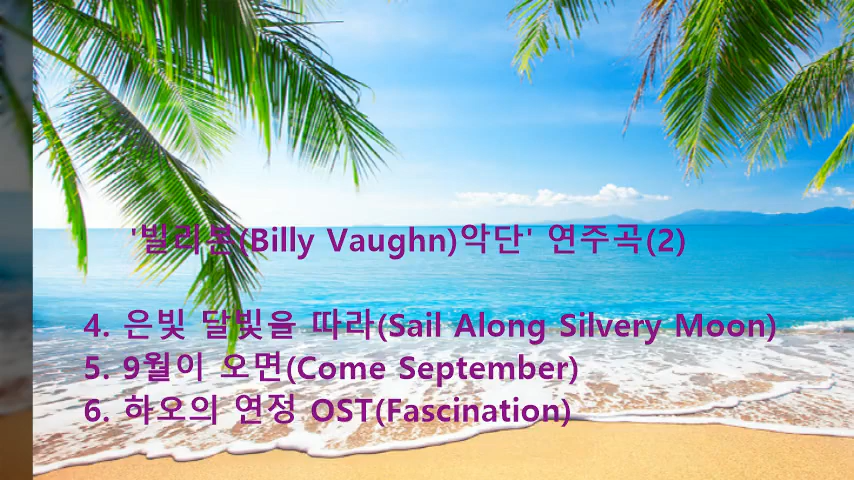 '빌리본(Billy Vaughn)악단' 연주곡(2)
4. 은빛 달빛을 따라(Sail Along Silvery Moon)
5. 9월이 오면(Come September)
6. 하오의 연정 OST(Fascination)